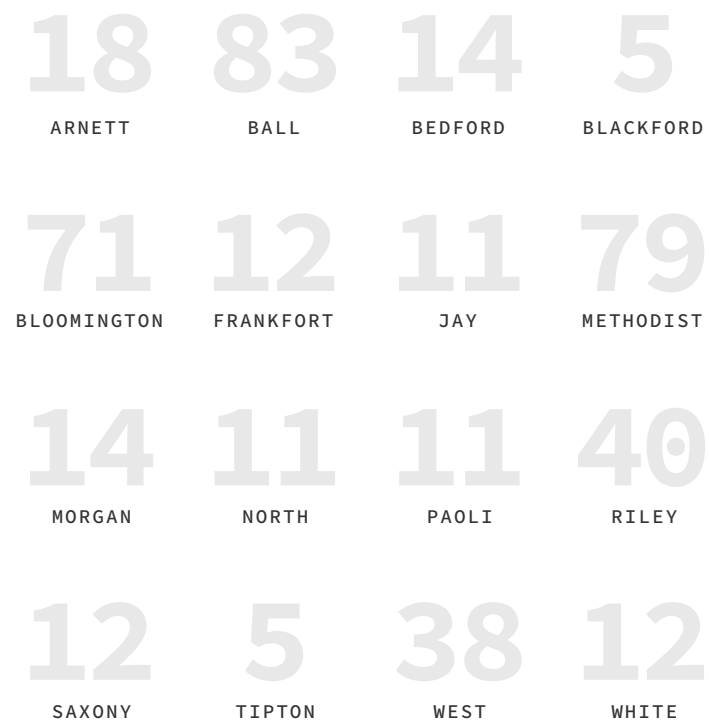 18 83 14 5
ARNETT BALL BEDFORD BLACKFORD
71 12 11 79
BLOOMINGTON FRANKFORT JAY METHODIST
14 11 11 40
MORGAN NORTH PAOLI RILEY
12 5 38 12
SAXONY TIPTON WEST WHITE